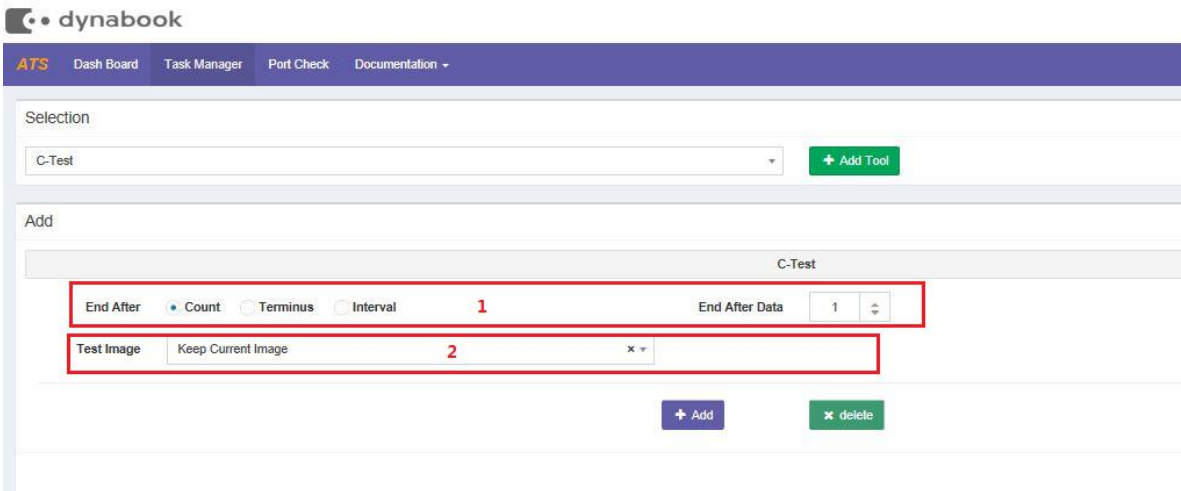 dynabook
ATS Dash Board Task Manager Port Check Documentation
Selection
C-Test + Add Tool
Add
C-Test
End After Count Terminus Interval 1 End After Data 1
Test Image Keep Current Image 2 x
+ Add x delete